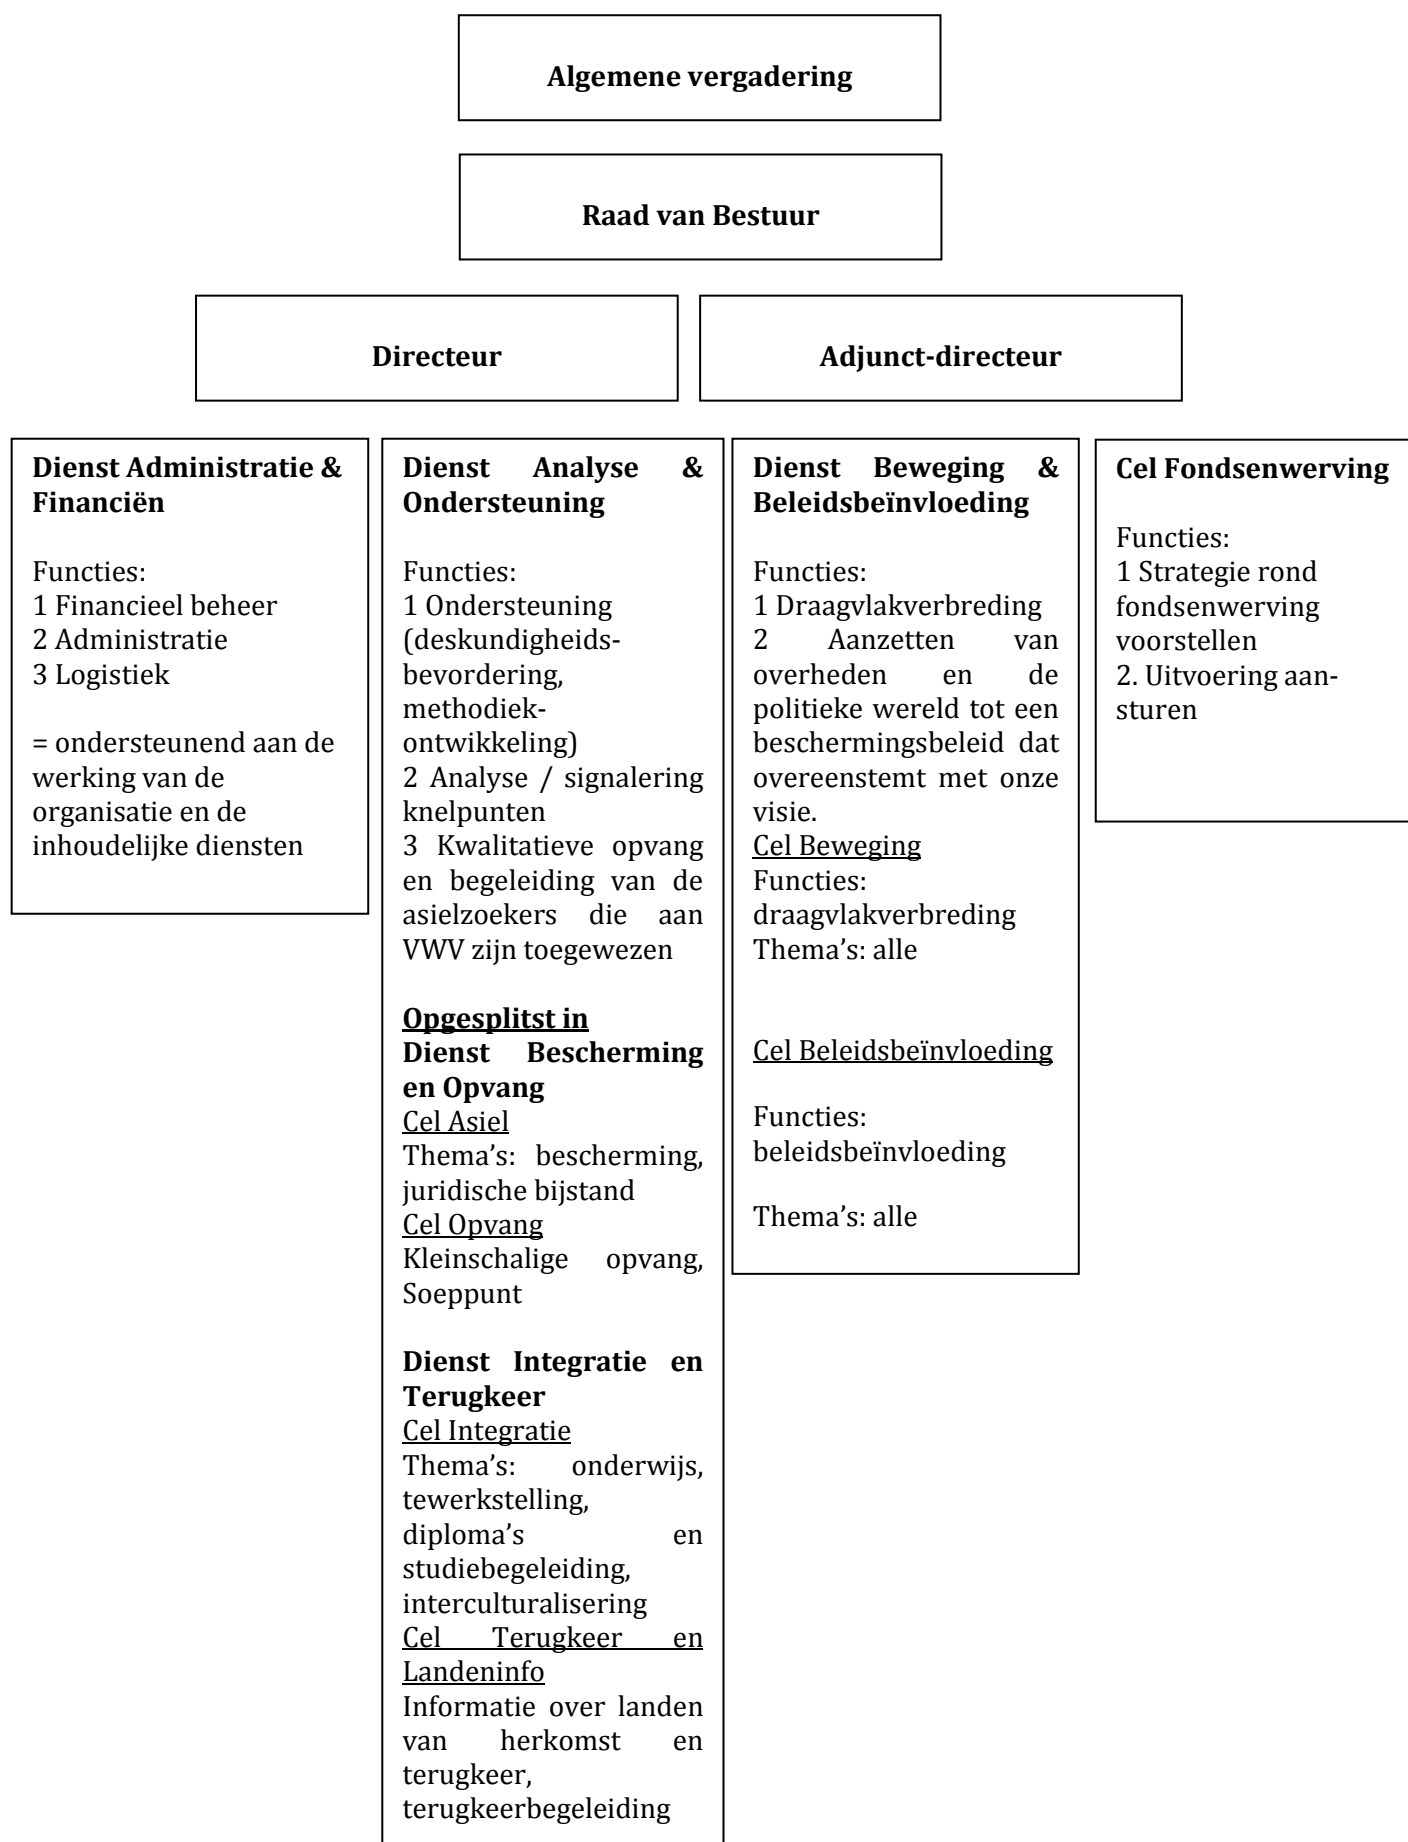 Algemene vergadering
Raad van Bestuur
Directeur
Adjunct-directeur
Dienst Administratie &
Financiën
Functies:
1 Financieel beheer
2 Administratie
3 Logistiek
= ondersteunend aan de
werking van de
organisatie en de
inhoudelijke diensten
Dienst Analyse &
Ondersteuning
Functies:
1 Ondersteuning
(deskundigheids-
bevordering,
methodiek-
ontwikkeling)
2 Analyse / signalering
knelpunten
3 Kwalitatieve opvang
en begeleiding van de
asielzoekers die aan
VWV zijn toegewezen
Opgesplitst in
Dienst Bescherming
en Opvang
Cel Asiel
Thema’s: bescherming,
juridische bijstand
Cel Opvang
Kleinschalige opvang,
Soeppunt
Dienst Integratie en
Terugkeer
Cel Integratie
Thema’s: onderwijs,
tewerkstelling,
diploma’s en
studiebegeleiding,
interculturalisering
Cel Terugkeer en
Landeninfo
Informatie over landen
van herkomst en
terugkeer,
terugkeerbegeleiding
Dienst Beweging &
Beleidsbeïnvloeding
Functies:
1 Draagvlakverbreding
2 Aanzetten van
overheden en de
politieke wereld tot een
beschermingsbeleid dat
overeenstemt met onze
visie.
Cel Beweging
Functies:
draagvlakverbreding
Thema’s: alle
Cel Beleidsbeïnvloeding
Functies:
beleidsbeïnvloeding
Thema’s: alle
Cel Fondsenwerving
Functies:
1 Strategie rond
fondsenwerving
voorstellen
2. Uitvoering aan-
sturen